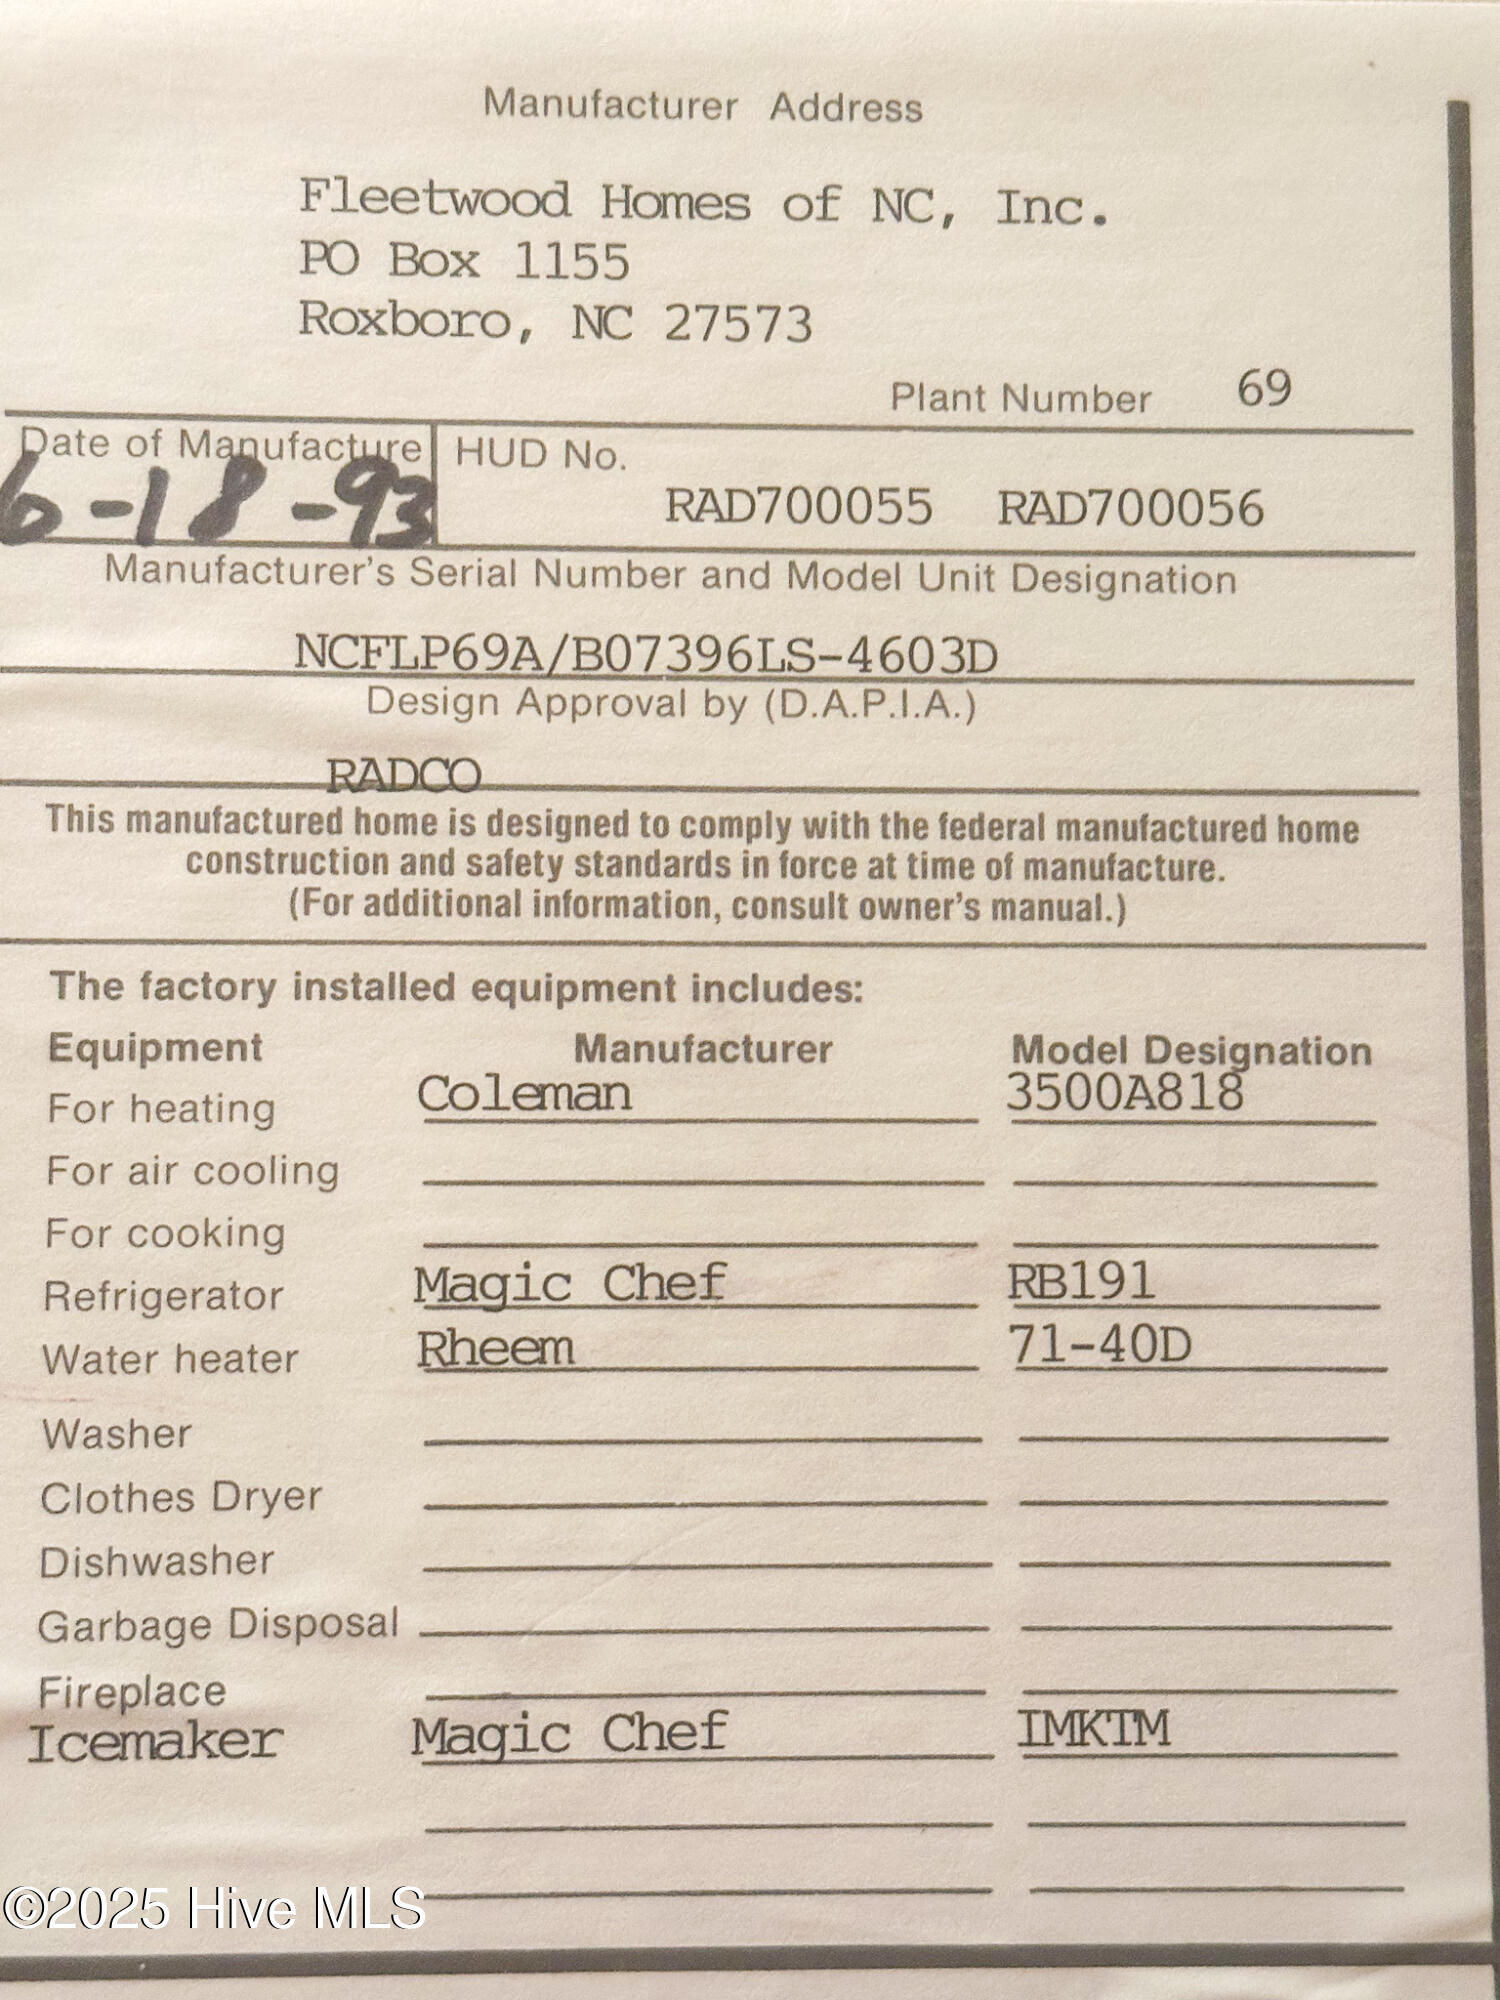 Manufacturer Address
Fleetwood Homes of NC, Inc.
PO Box 1155
Roxboro, NC 27573
Plant Number 69
Date of Manufacture HUD No.
6-18-93 RAD700055 RAD700056
Manufacturer's Serial Number and Model Unit Designation
NCFLP69A/B07396LS-4603D
Design Approval by (D.A.P.I.A.)
RADCO
This manufactured home is designed to comply with the federal manufactured home
construction and safety standards in force at time of manufacture.
(For additional information, consult owner's manual.)
The factory installed equipment includes:
Equipment Manufacturer Model Designation
For heating Coleman 3500A818
For air cooling
For cooking
Refrigerator Magic Chef RB191
Water heater Rheem 71-40D
Washer
Clothes Dryer
Dishwasher
Garbage Disposal
Fireplace
Icemaker Magic Chef IMKTM
©2025 Hive MLS